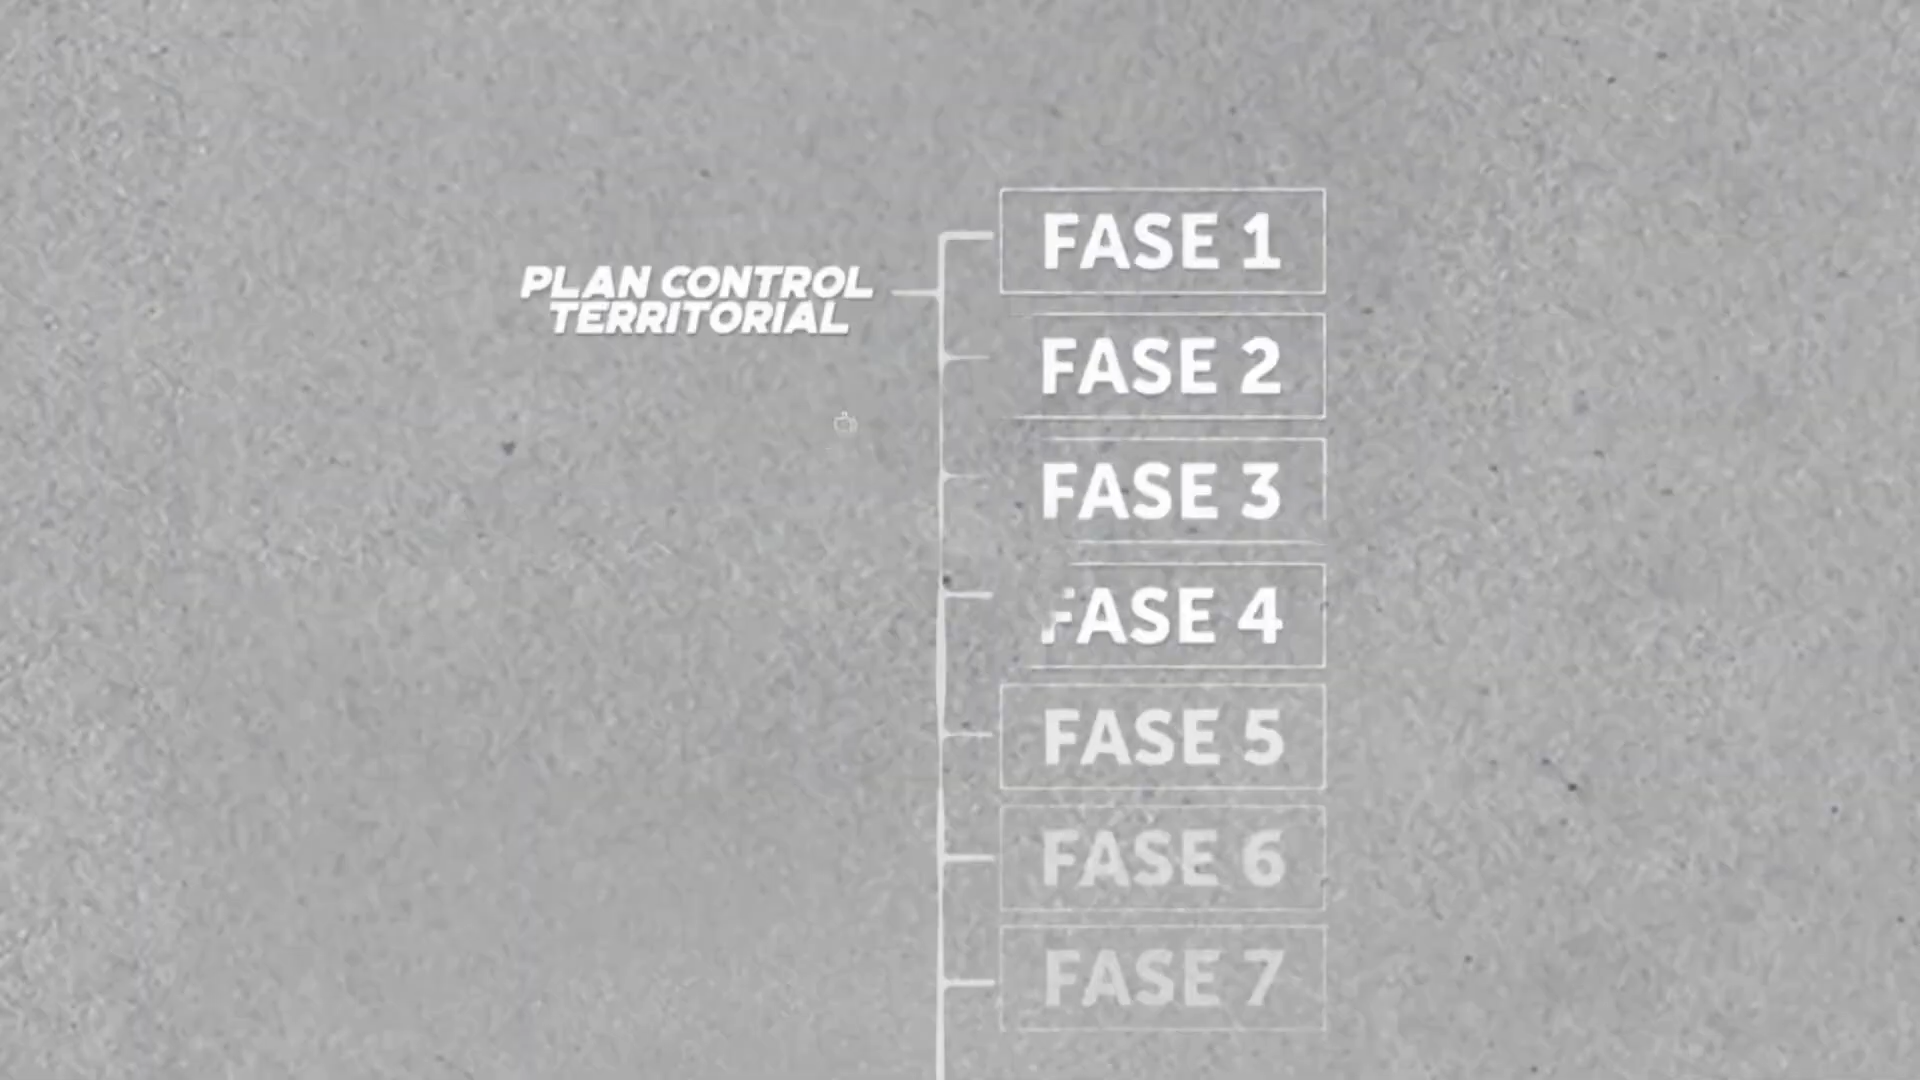 PLAN CONTROL
TERRITORIAL
FASE 1
FASE 2
FASE 3
FASE 4
FASE 5
FASE 6
FASE 7